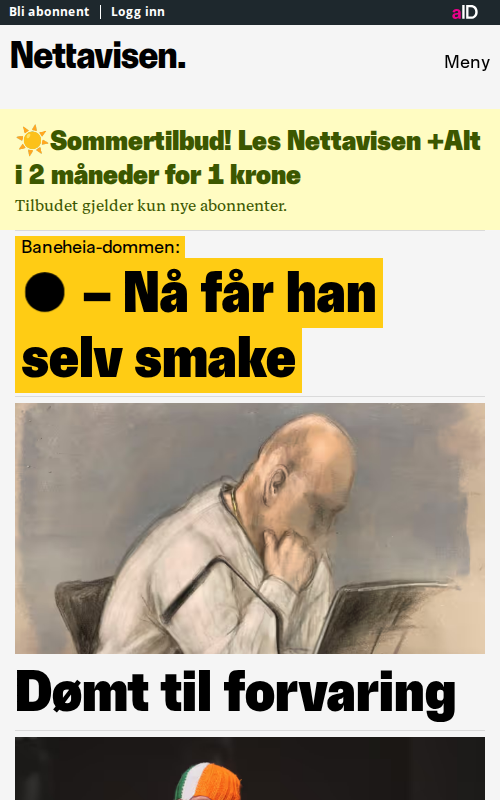 Bli abonnent | Logg inn
aID
Nettavisen.
Meny
☀️Sommertilbud! Les Nettavisen +Alt
i 2 måneder for 1 krone
Tilbudet gjelder kun nye abonnenter.
Baneheia-dommen:
● – Nå får han
selv smake
Dømt til forvaring